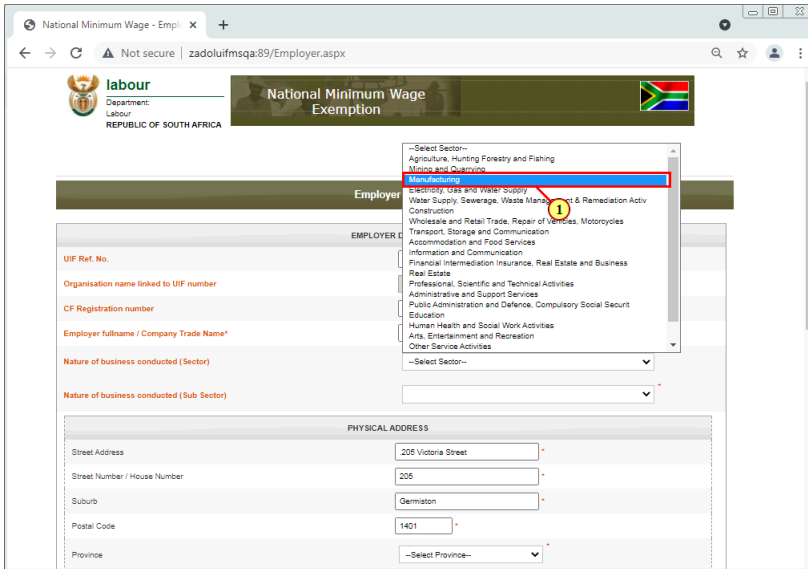 National Minimum Wage - Empl
Not secure | zadoluifmsqa:89/Employer.aspx
labour
Department:
Labour
REPUBLIC OF SOUTH AFRICA
National Minimum Wage
Exemption
--Select Sector--
Agriculture, Hunting Forestry and Fishing
Mining and Quarrying
Manufacturing
Electricity, Gas and Water Supply
Water Supply, Sewerage, Waste Management & Remediation Activ
Construction
Wholesale and Retail Trade, Repair of Vehicles, Motorcycles
Transport, Storage and Communication
Accommodation and Food Services
Information and Communication
Financial Intermediation Insurance, Real Estate and Business
Real Estate
Professional, Scientific and Technical Activities
Administrative and Support Services
Public Administration and Defence, Compulsory Social Securit
Education
Human Health and Social Work Activities
Arts, Entertainment and Recreation
Other Service Activities
1
Employer
EMPLOYER D
UIF Ref. No.
Organisation name linked to UIF number
CF Registration number
Employer fullname / Company Trade Name*
Nature of business conducted (Sector) --Select Sector--
Nature of business conducted (Sub Sector) *
PHYSICAL ADDRESS
Street Address .205 Victoria Street *
Street Number / House Number 205 *
Suburb Germiston *
Postal Code 1401 *
Province --Select Province-- *